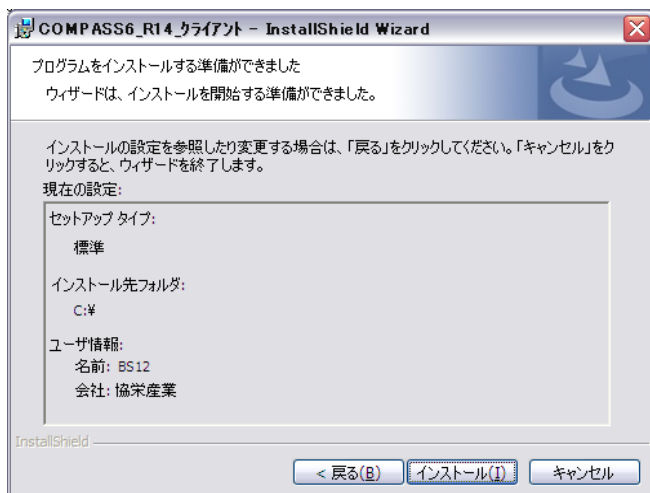 COMPASS6_R14_クライアント - InstallShield Wizard
プログラムをインストールする準備ができました
ウィザードは、インストールを開始する準備ができました。
インストールの設定を参照したり変更する場合は、「戻る」をクリックしてください。「キャンセル」をク
リックすると、ウィザードを終了します。
現在の設定:
セットアップ タイプ:
標準
インストール先フォルダ:
C:¥
ユーザ情報:
名前: BS12
会社: 協栄産業
InstallShield
< 戻る(B)
インストール(I)
キャンセル